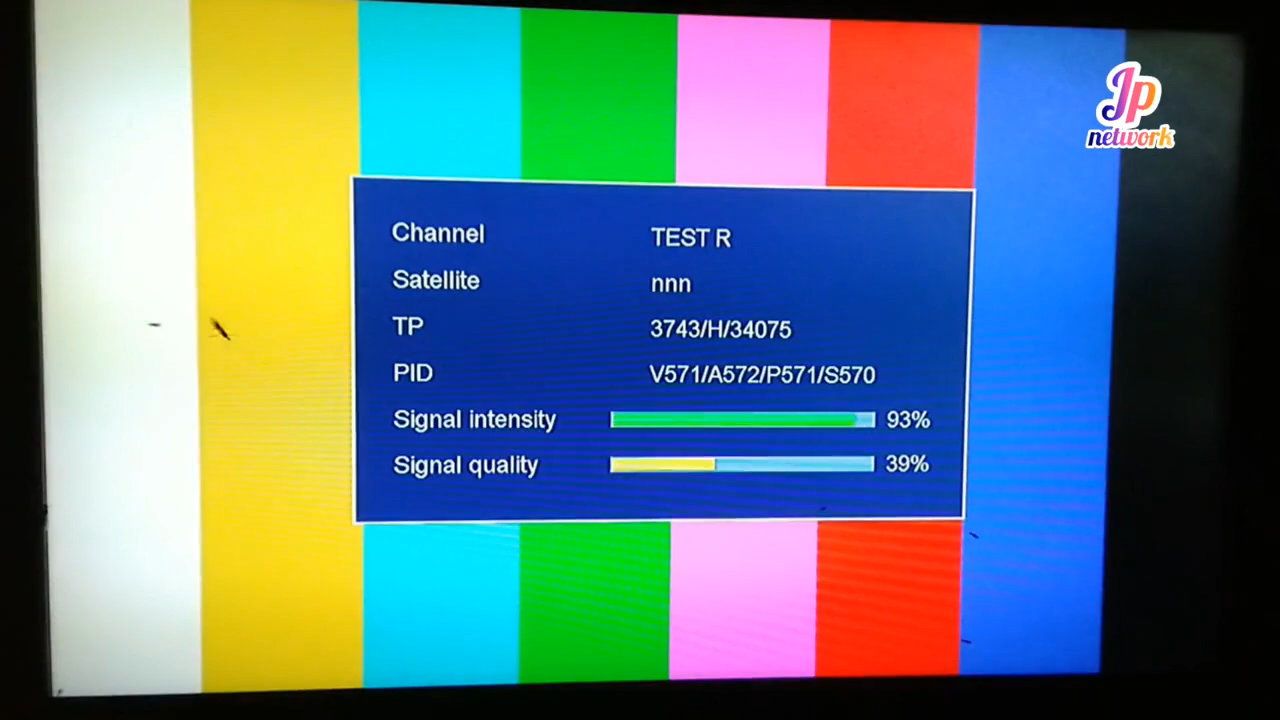 Jp
network
Channel TEST R
Satellite nnn
TP 3743/H/34075
PID V571/A572/P571/S570
Signal intensity 93%
Signal quality 39%